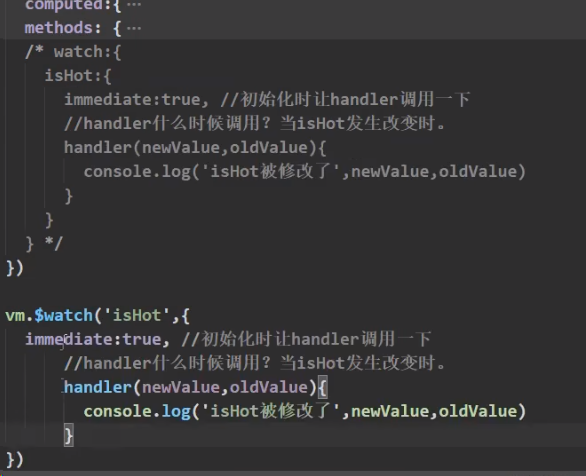 computed:{ ...
methods: { ...
/* watch:{
isHot:{
immediate:true, //初始化时让handler调用一下
//handler什么时候调用？当isHot发生改变时。
handler(newValue,oldValue){
console.log('isHot被修改了',newValue,oldValue)
}
}
} */
})
vm.$watch('isHot',{
immediate:true, //初始化时让handler调用一下
//handler什么时候调用？当isHot发生改变时。
handler(newValue,oldValue){
console.log('isHot被修改了',newValue,oldValue)
}
})